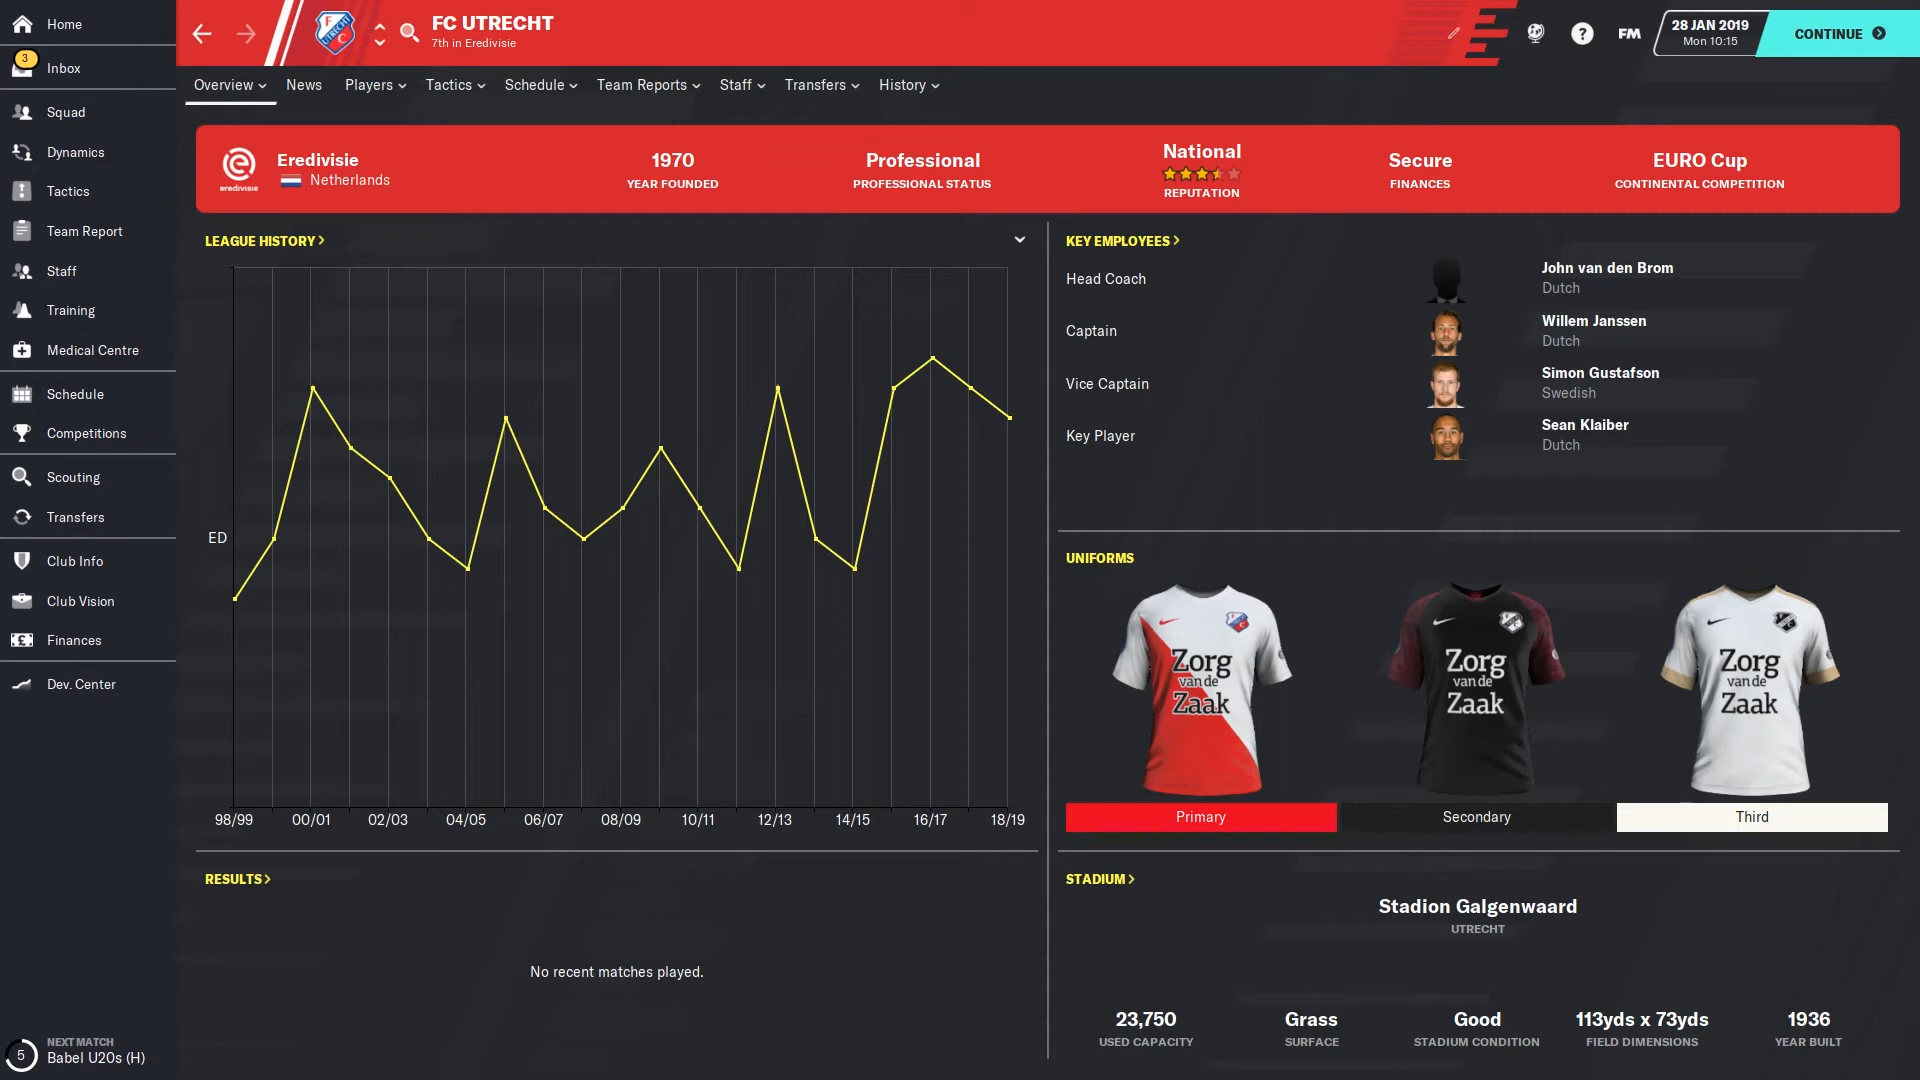 Home
3
Inbox
Squad
Dynamics
Tactics
Team Report
Staff
Training
Medical Centre
Schedule
Competitions
Scouting
Transfers
Club Info
Club Vision
Finances
Dev. Center
5
NEXT MATCH
Babel U20s (H)
FC UTRECHT
7th in Eredivisie
?
FM
28 JAN 2019
Mon 10:15
CONTINUE
Overview
News
Players
Tactics
Schedule
Team Reports
Staff
Transfers
History
eredivisie
Eredivisie
Netherlands
1970
YEAR FOUNDED
Professional
PROFESSIONAL STATUS
National
REPUTATION
Secure
FINANCES
EURO Cup
CONTINENTAL COMPETITION
LEAGUE HISTORY >
ED
98/99 00/01 02/03 04/05 06/07 08/09 10/11 12/13 14/15 16/17 18/19
RESULTS >
No recent matches played.
KEY EMPLOYEES >
Head Coach
John van den Brom
Dutch
Captain
Willem Janssen
Dutch
Vice Captain
Simon Gustafson
Swedish
Key Player
Sean Klaiber
Dutch
UNIFORMS
Zorg
van de
Zaak
Zorg
van de
Zaak
Zorg
van de
Zaak
Primary
Secondary
Third
STADIUM >
Stadion Galgenwaard
UTRECHT
23,750
USED CAPACITY
Grass
SURFACE
Good
STADIUM CONDITION
113yds x 73yds
FIELD DIMENSIONS
1936
YEAR BUILT